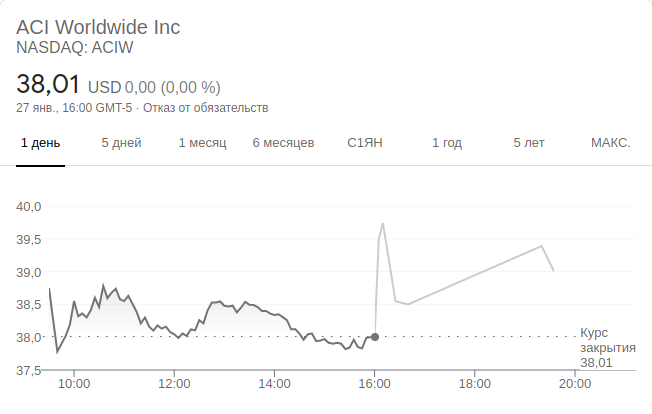 ACI Worldwide Inc
NASDAQ: ACIW
38,01 USD 0,00 (0,00 %)
27 янв., 16:00 GMT-5 · Отказ от обязательств
1 день 5 дней 1 месяц 6 месяцев С1ЯН 1 год 5 лет МАКС.
40,0
39,5
39,0
38,5
38,0
37,5
Курс
закрытия
38,01
10:00 12:00 14:00 16:00 18:00 20:00